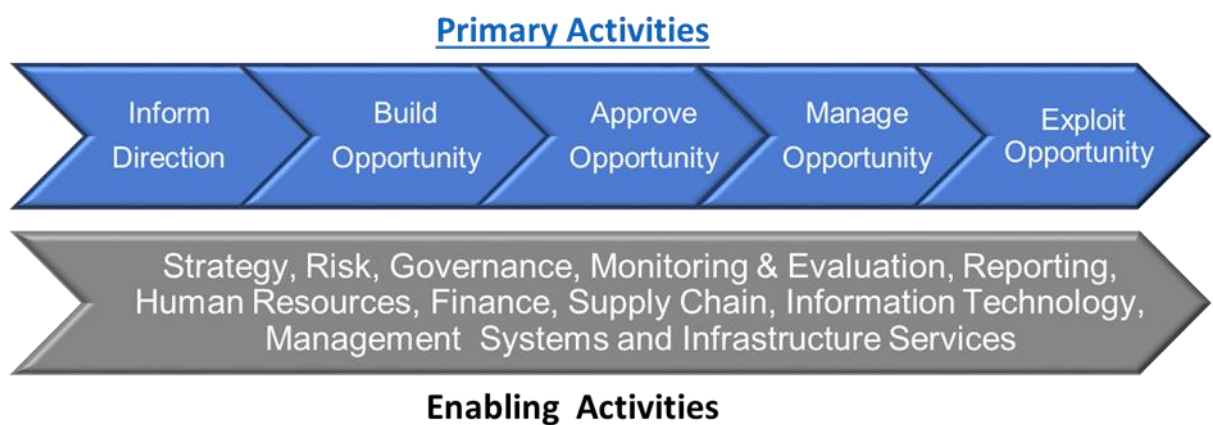 Primary Activities
Inform
Direction
Build
Opportunity
Approve
Opportunity
Manage
Opportunity
Exploit
Opportunity
Strategy, Risk, Governance, Monitoring & Evaluation, Reporting,
Human Resources, Finance, Supply Chain, Information Technology,
Management  Systems and Infrastructure Services
Enabling  Activities